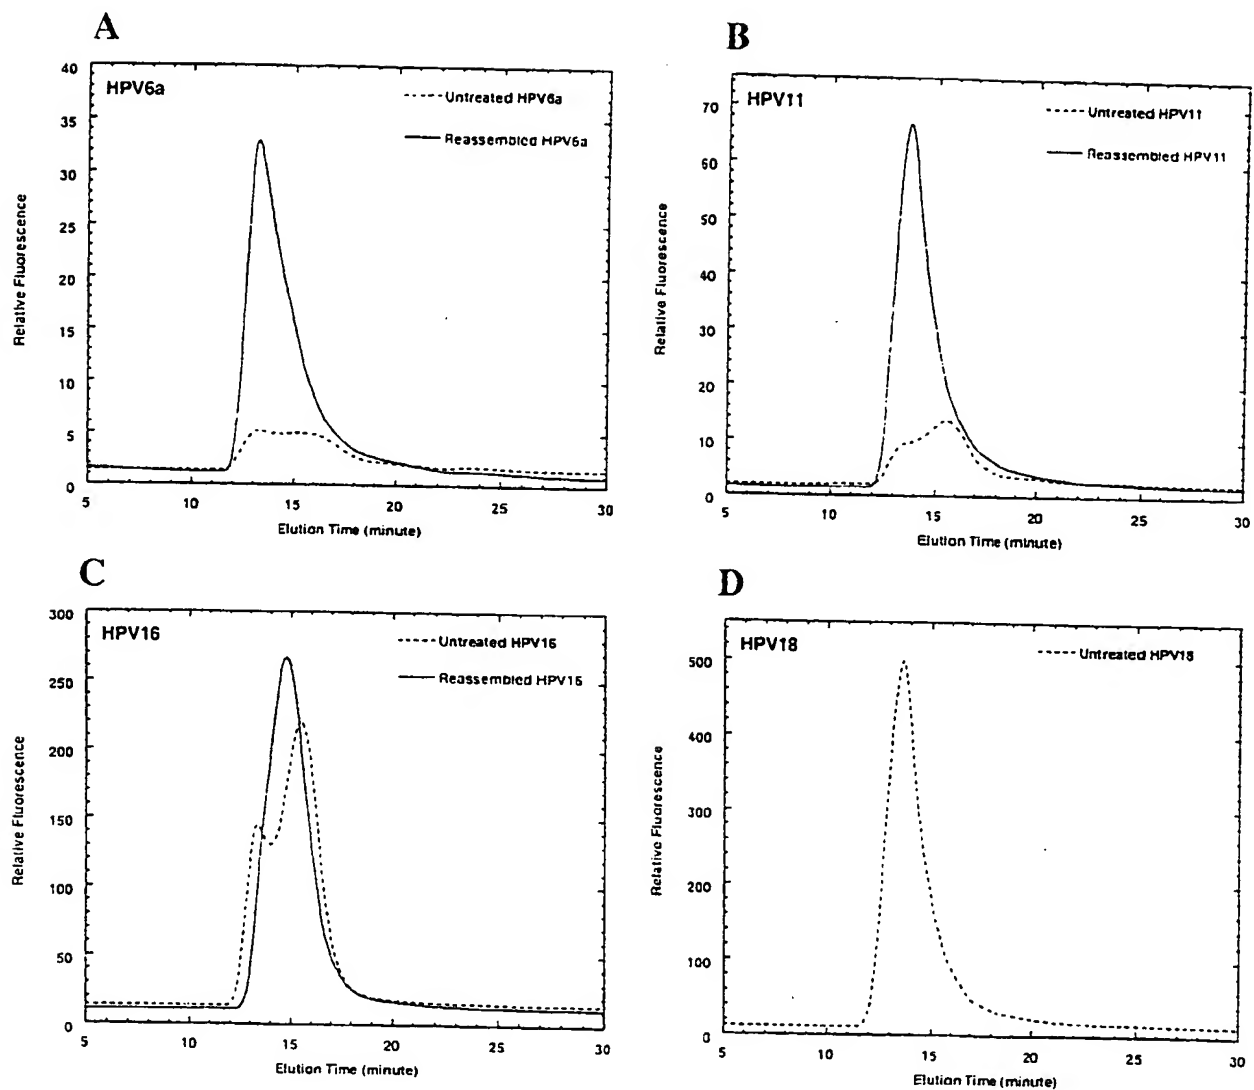 A
HPV6a
Untreated HPV6a
Reassembled HPV6a
40
35
30
25
20
15
10
5
0
Relative Fluorescence
5 10 15 20 25 30
Elution Time (minute)
B
HPV11
Untreated HPV11
Reassembled HPV11
70
60
50
40
30
20
10
0
Relative Fluorescence
5 10 15 20 25 30
Elution Time (minute)
C
HPV16
Untreated HPV16
Reassembled HPV16
300
250
200
150
100
50
0
Relative Fluorescence
5 10 15 20 25 30
Elution Time (minute)
D
HPV18
Untreated HPV18
500
400
300
200
100
0
Relative Fluorescence
5 10 15 20 25 30
Elution Time (minute)